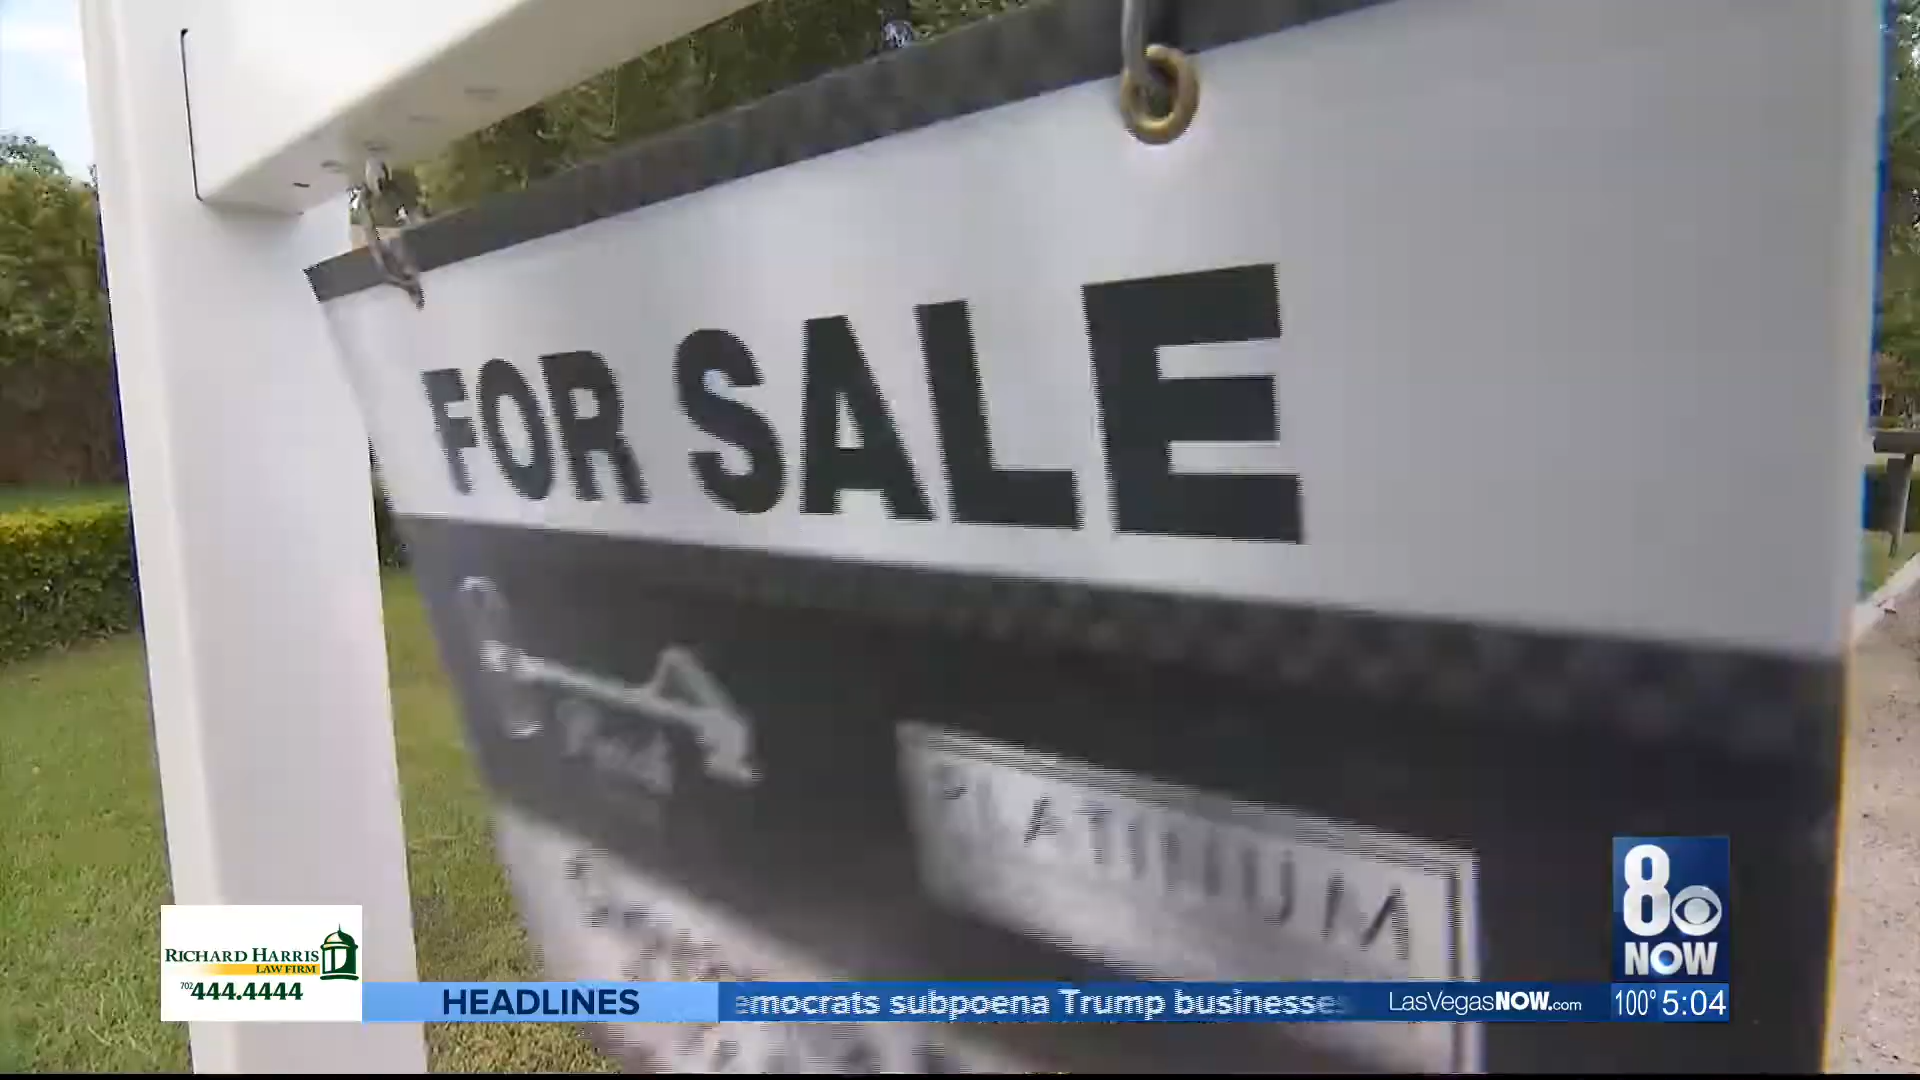 FOR SALE
PLATINUM
RICHARD HARRIS
LAW FIRM
702 444.4444
HEADLINES
emocrats subpoena Trump businesses
LasVegasNOW.com
8
NOW
100° 5:04